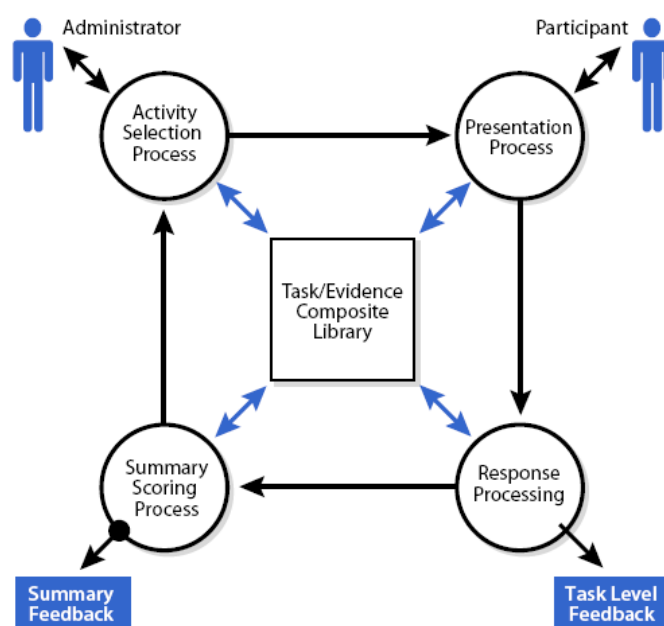 Administrator
Participant
Activity
Selection
Process
Presentation
Process
Task/Evidence
Composite
Library
Summary
Scoring
Process
Response
Processing
Summary
Feedback
Task Level
Feedback